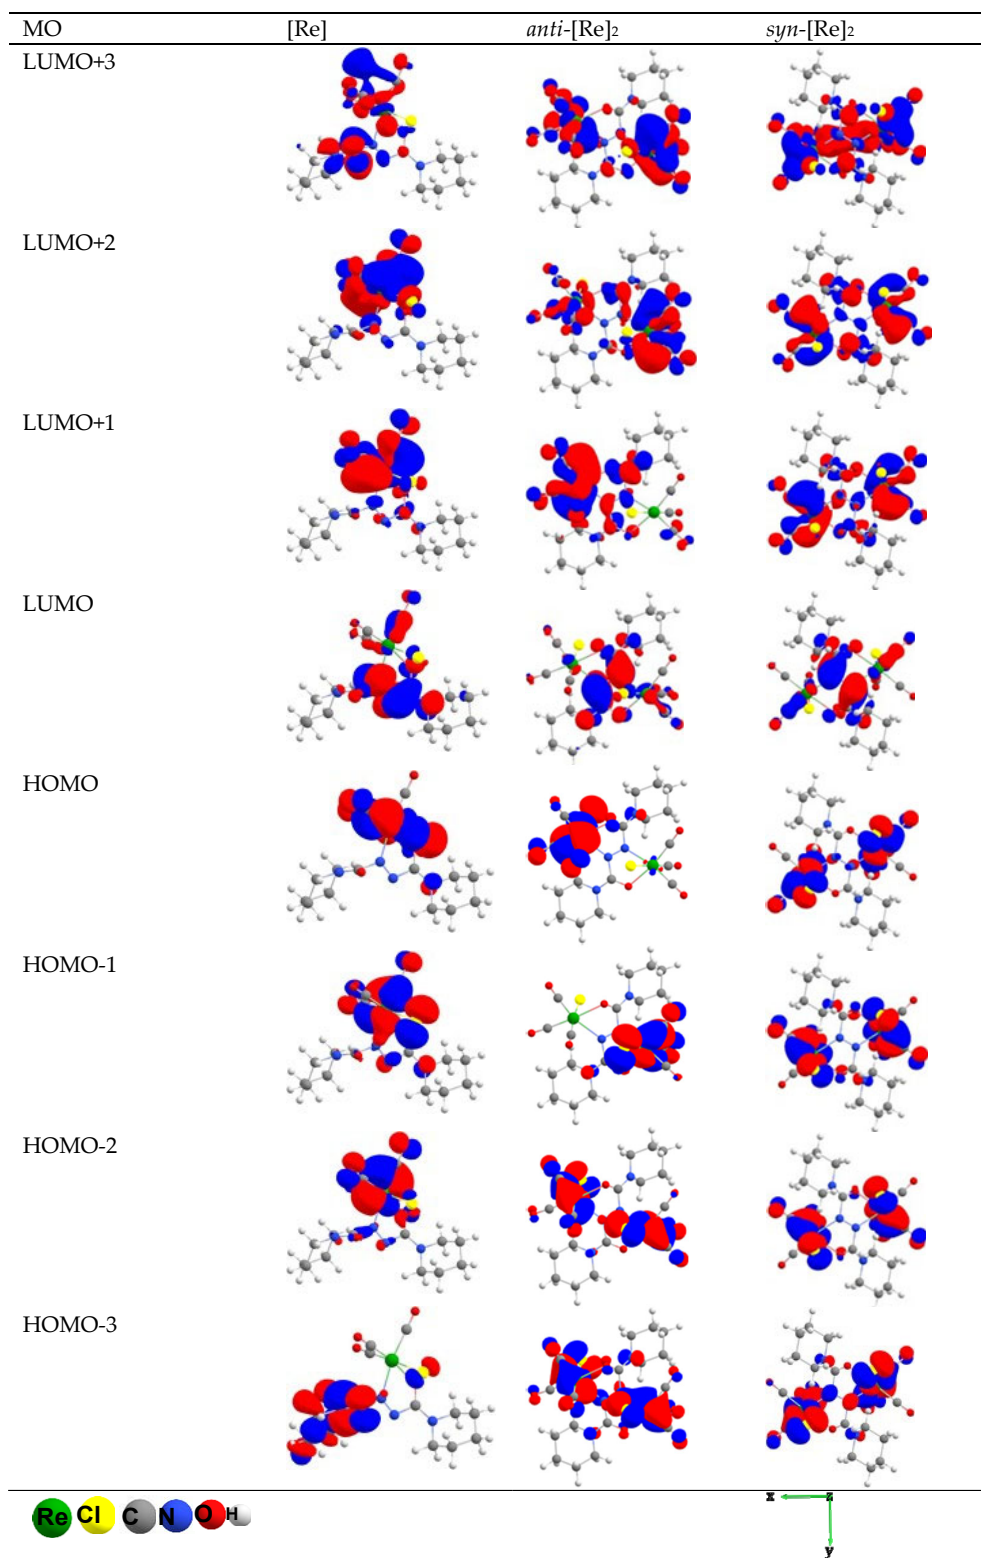 MO [Re] anti-[Re]2 syn-[Re]2
LUMO+3
LUMO+2
LUMO+1
LUMO
HOMO
HOMO-1
HOMO-2
HOMO-3
Re Cl C N O H
x z
y